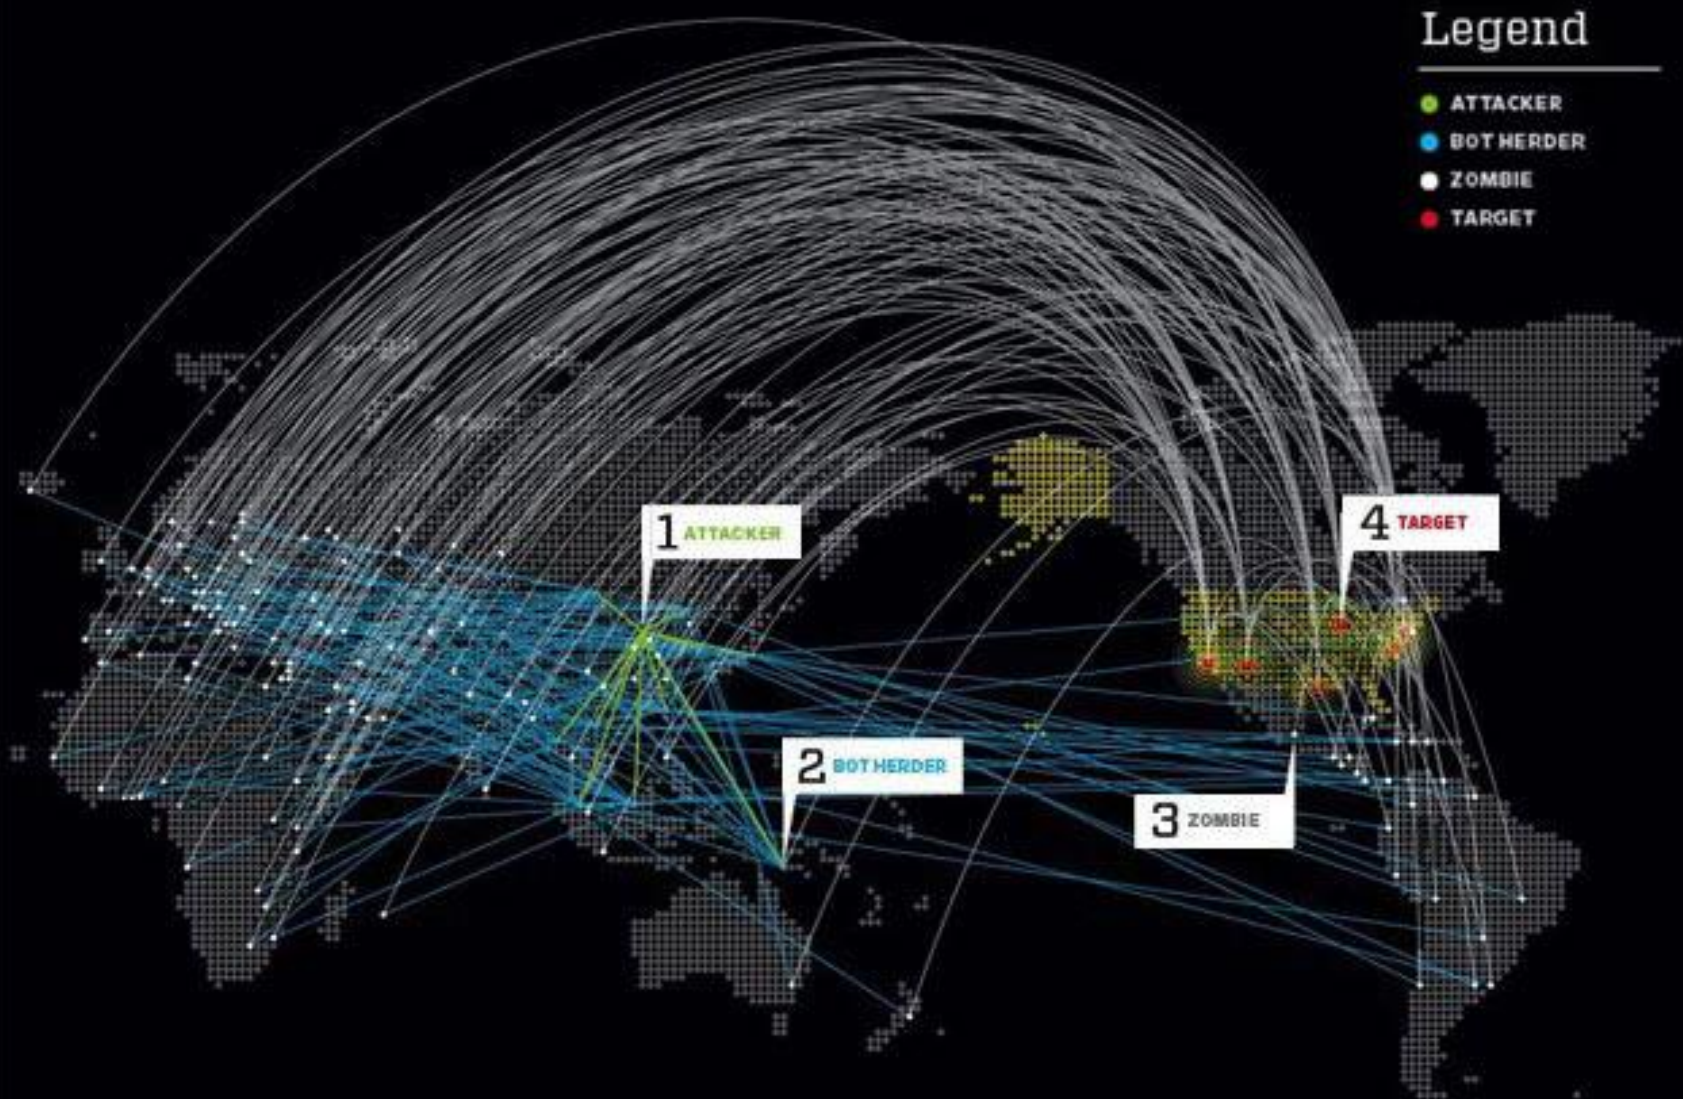 Legend
ATTACKER
BOT HERDER
ZOMBIE
TARGET
4 TARGET
1 ATTACKER
2 BOT HERDER
3 ZOMBIE